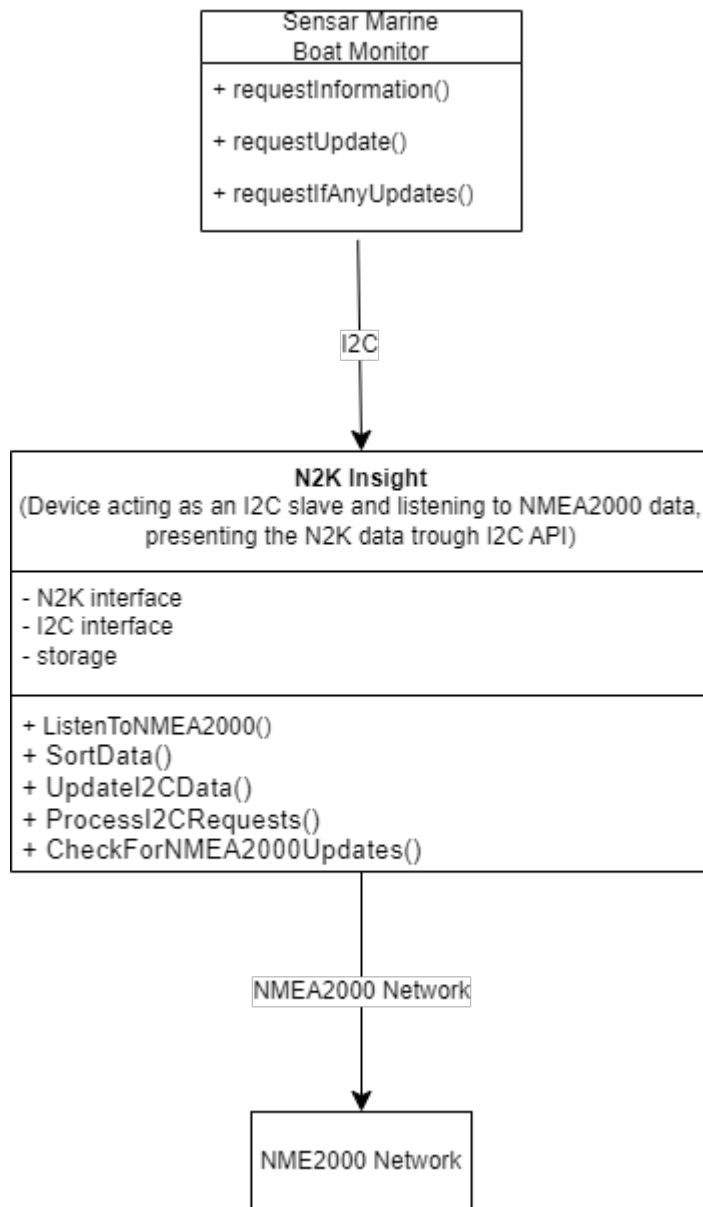 Sensar Marine
Boat Monitor
+ requestInformation()
+ requestUpdate()
+ requestIfAnyUpdates()
I2C
N2K Insight
(Device acting as an I2C slave and listening to NMEA2000 data,
presenting the N2K data trough I2C API)
- N2K interface
- I2C interface
- storage
+ ListenToNMEA2000()
+ SortData()
+ UpdateI2CData()
+ ProcessI2CRequests()
+ CheckForNMEA2000Updates()
NMEA2000 Network
NME2000 Network